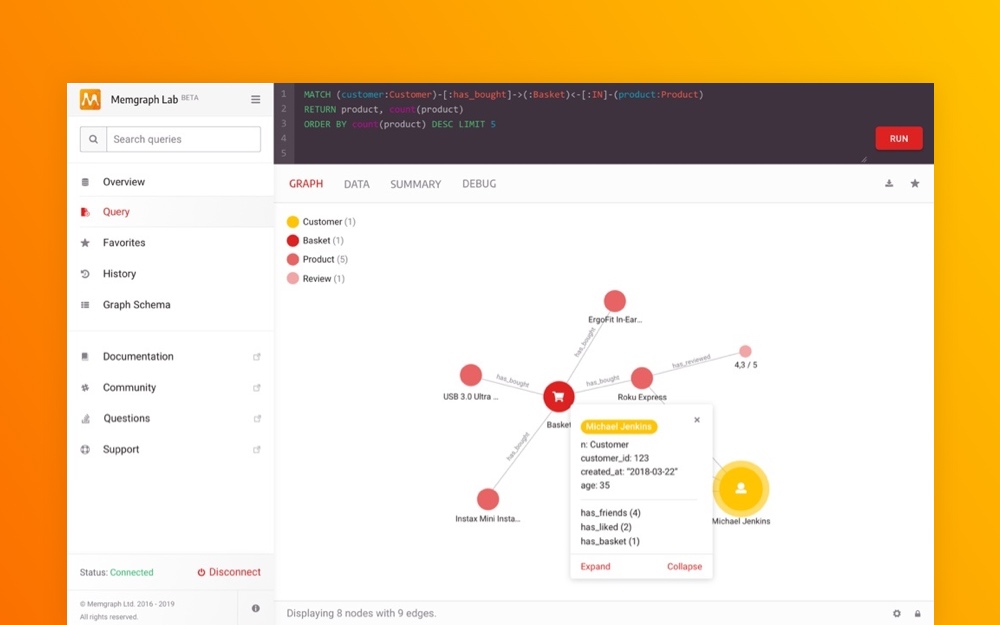 Memgraph Lab BETA
Search queries
Overview
Query
Favorites
History
Graph Schema
Documentation
Community
Questions
Support
Status: Connected
Disconnect
© Memgraph Ltd. 2016 - 2019
All rights reserved.
1 MATCH (customer:Customer)-[:has_bought]->(:Basket)<-[:IN]-(product:Product)
2 RETURN product, count(product)
3 ORDER BY count(product) DESC LIMIT 5
4
5
RUN
GRAPH DATA SUMMARY DEBUG
Customer (1)
Basket (1)
Product (5)
Review (1)
ErgoFit In-Ear...
has_bought
has_reviewed
4,3 / 5
has_bought
has_bought
USB 3.0 Ultra ...
Roku Express
Basket
has_bought
Instax Mini Insta...
Michael Jenkins
n: Customer
customer_id: 123
created_at: "2018-03-22"
age: 35
has_friends (4)
has_liked (2)
has_basket (1)
Expand Collapse
Michael Jenkins
Displaying 8 nodes with 9 edges.